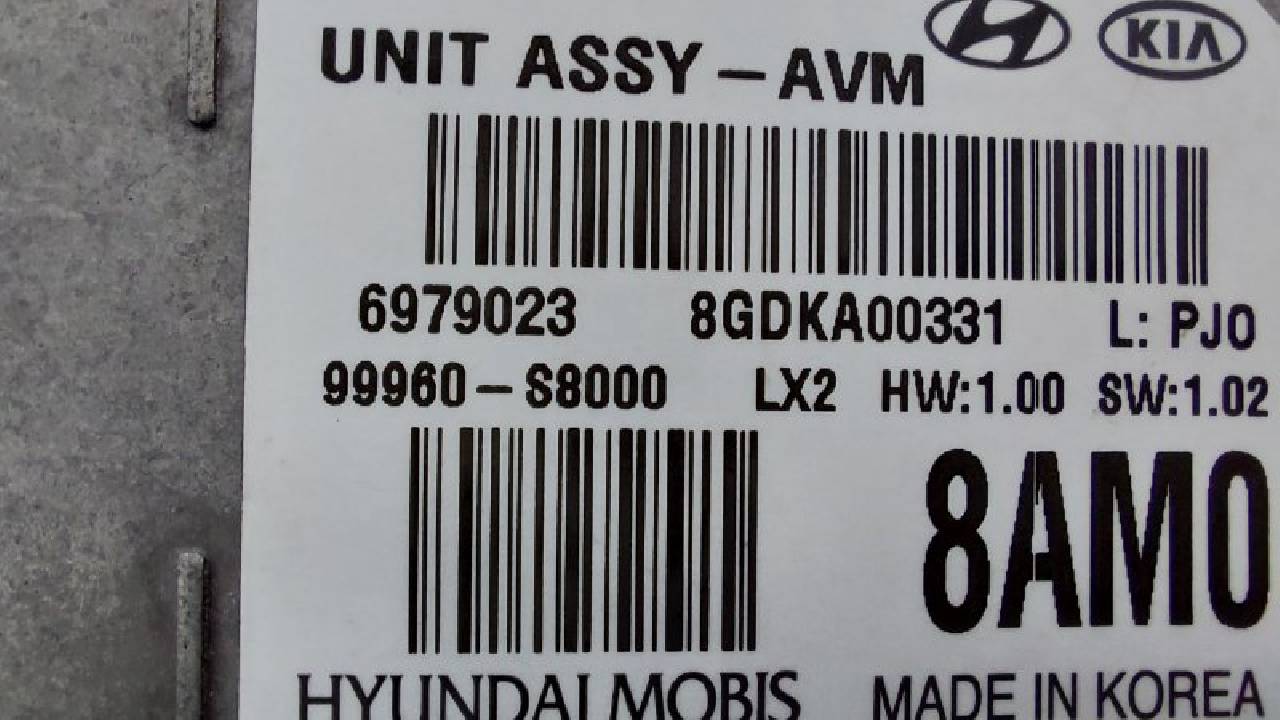 UNIT ASSY-AVM KIA
6979023 8GDKA00331 L: PJ0
99960-S8000 LX2 HW:1.00 SW:1.02
8AM0
HYUNDAI MOBIS MADE IN KOREA